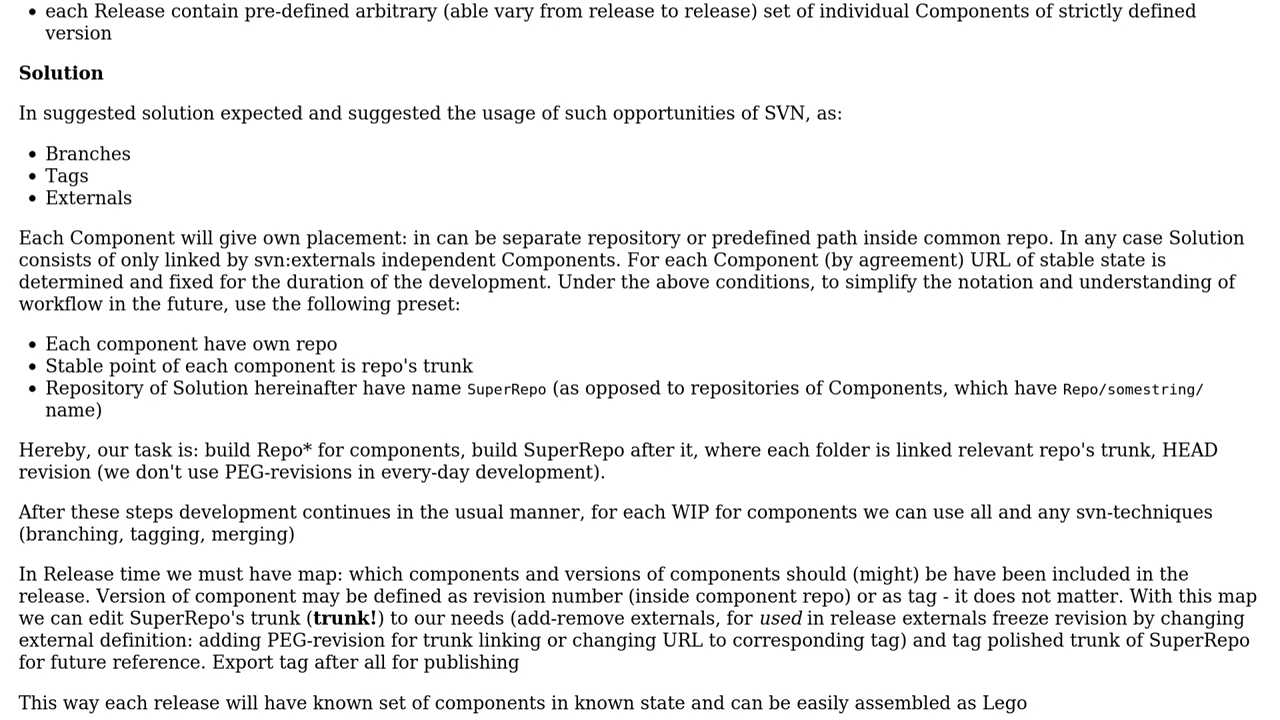 • each Release contain pre-defined arbitrary (able vary from release to release) set of individual Components of strictly defined
version
Solution
In suggested solution expected and suggested the usage of such opportunities of SVN, as:
• Branches
• Tags
• Externals
Each Component will give own placement: in can be separate repository or predefined path inside common repo. In any case Solution
consists of only linked by svn:externals independent Components. For each Component (by agreement) URL of stable state is
determined and fixed for the duration of the development. Under the above conditions, to simplify the notation and understanding of
workflow in the future, use the following preset:
• Each component have own repo
• Stable point of each component is repo's trunk
• Repository of Solution hereinafter have name SuperRepo (as opposed to repositories of Components, which have Repo/somestring/
name)
Hereby, our task is: build Repo* for components, build SuperRepo after it, where each folder is linked relevant repo's trunk, HEAD
revision (we don't use PEG-revisions in every-day development).
After these steps development continues in the usual manner, for each WIP for components we can use all and any svn-techniques
(branching, tagging, merging)
In Release time we must have map: which components and versions of components should (might) be have been included in the
release. Version of component may be defined as revision number (inside component repo) or as tag - it does not matter. With this map
we can edit SuperRepo's trunk (trunk!) to our needs (add-remove externals, for used in release externals freeze revision by changing
external definition: adding PEG-revision for trunk linking or changing URL to corresponding tag) and tag polished trunk of SuperRepo
for future reference. Export tag after all for publishing
This way each release will have known set of components in known state and can be easily assembled as Lego